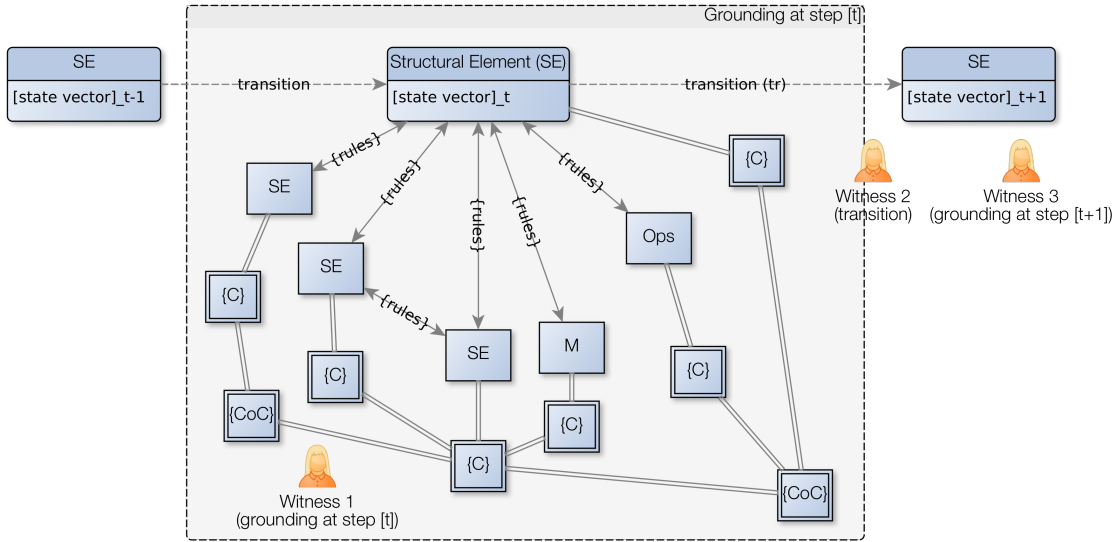 Grounding at step [t]
SE
[state vector]_t-1
transition
Structural Element (SE)
[state vector]_t
transition (tr)
SE
[state vector]_t+1
{rules}
{rules}
{rules}
{rules}
{rules}
{C}
SE
Witness 2
(transition)
Witness 3
(grounding at step [t+1])
Ops
SE
{C}
{rules}
SE
M
{C}
{C}
{CoC}
{C}
{C}
{CoC}
Witness 1
(grounding at step [t])